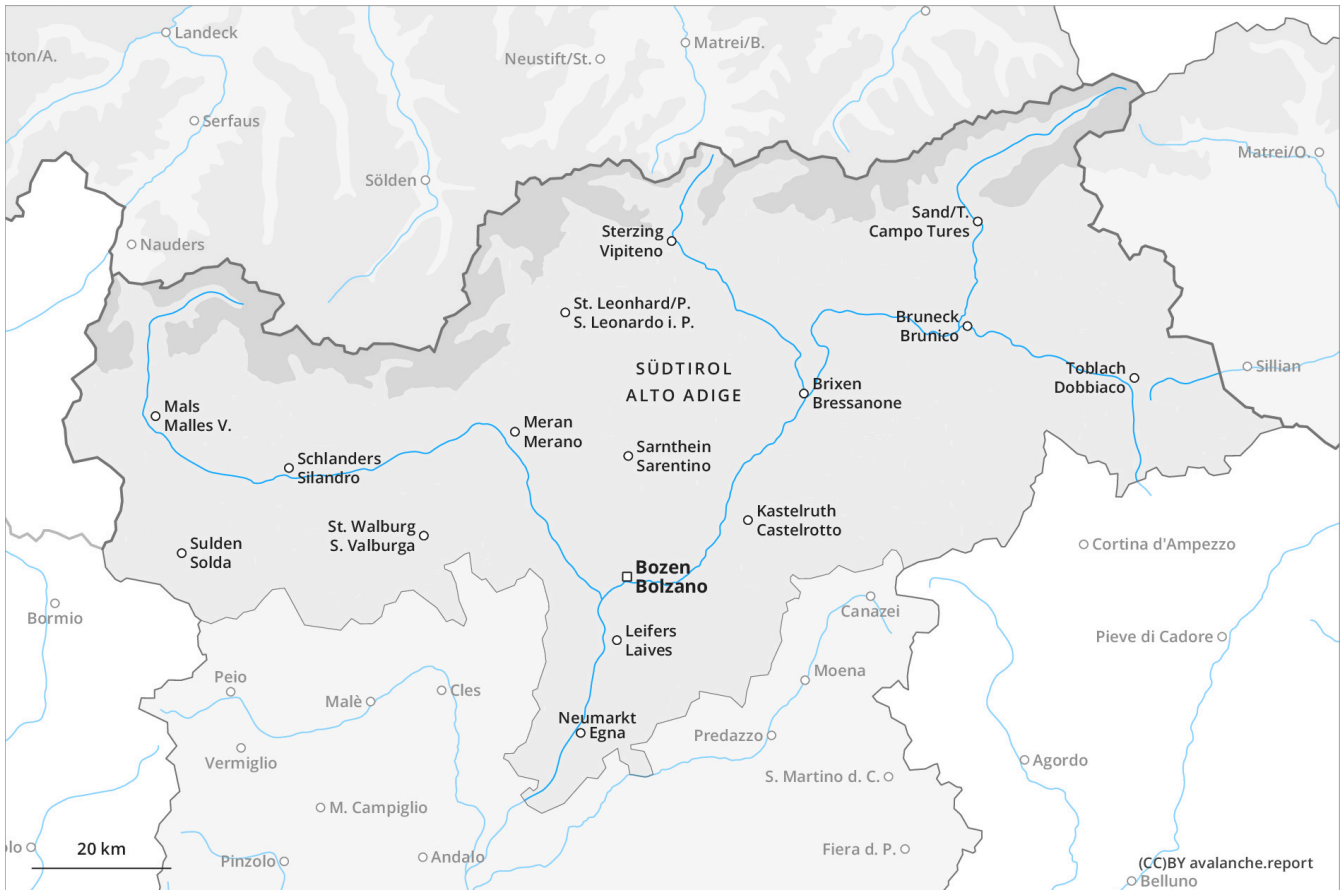 Landeck
nton/A.
Neustift/St.
Matrei/B.
Serfaus
Matrei/O.
Sölden
Nauders
Sterzing
Vipiteno
Sand/T.
Campo Tures
St. Leonhard/P.
S. Leonardo i. P.
Bruneck
Brunico
SÜDTIROL
ALTO ADIGE
Toblach
Dobbiaco
Sillian
Brixen
Bressanone
Mals
Malles V.
Meran
Merano
Sarnthein
Sarentino
Schlanders
Silandro
Kastelruth
Castelrotto
St. Walburg
S. Valburga
Sulden
Solda
Cortina d'Ampezzo
Bozen
Bolzano
Bormio
Canazei
Leifers
Laives
Pieve di Cadore
Peio
Moena
Malè
Cles
Neumarkt
Egna
Predazzo
Vermiglio
Agordo
S. Martino d. C.
M. Campiglio
olo
20 km
Pinzolo
Andalo
Fiera d. P.
(CC)BY avalanche.report
Belluno